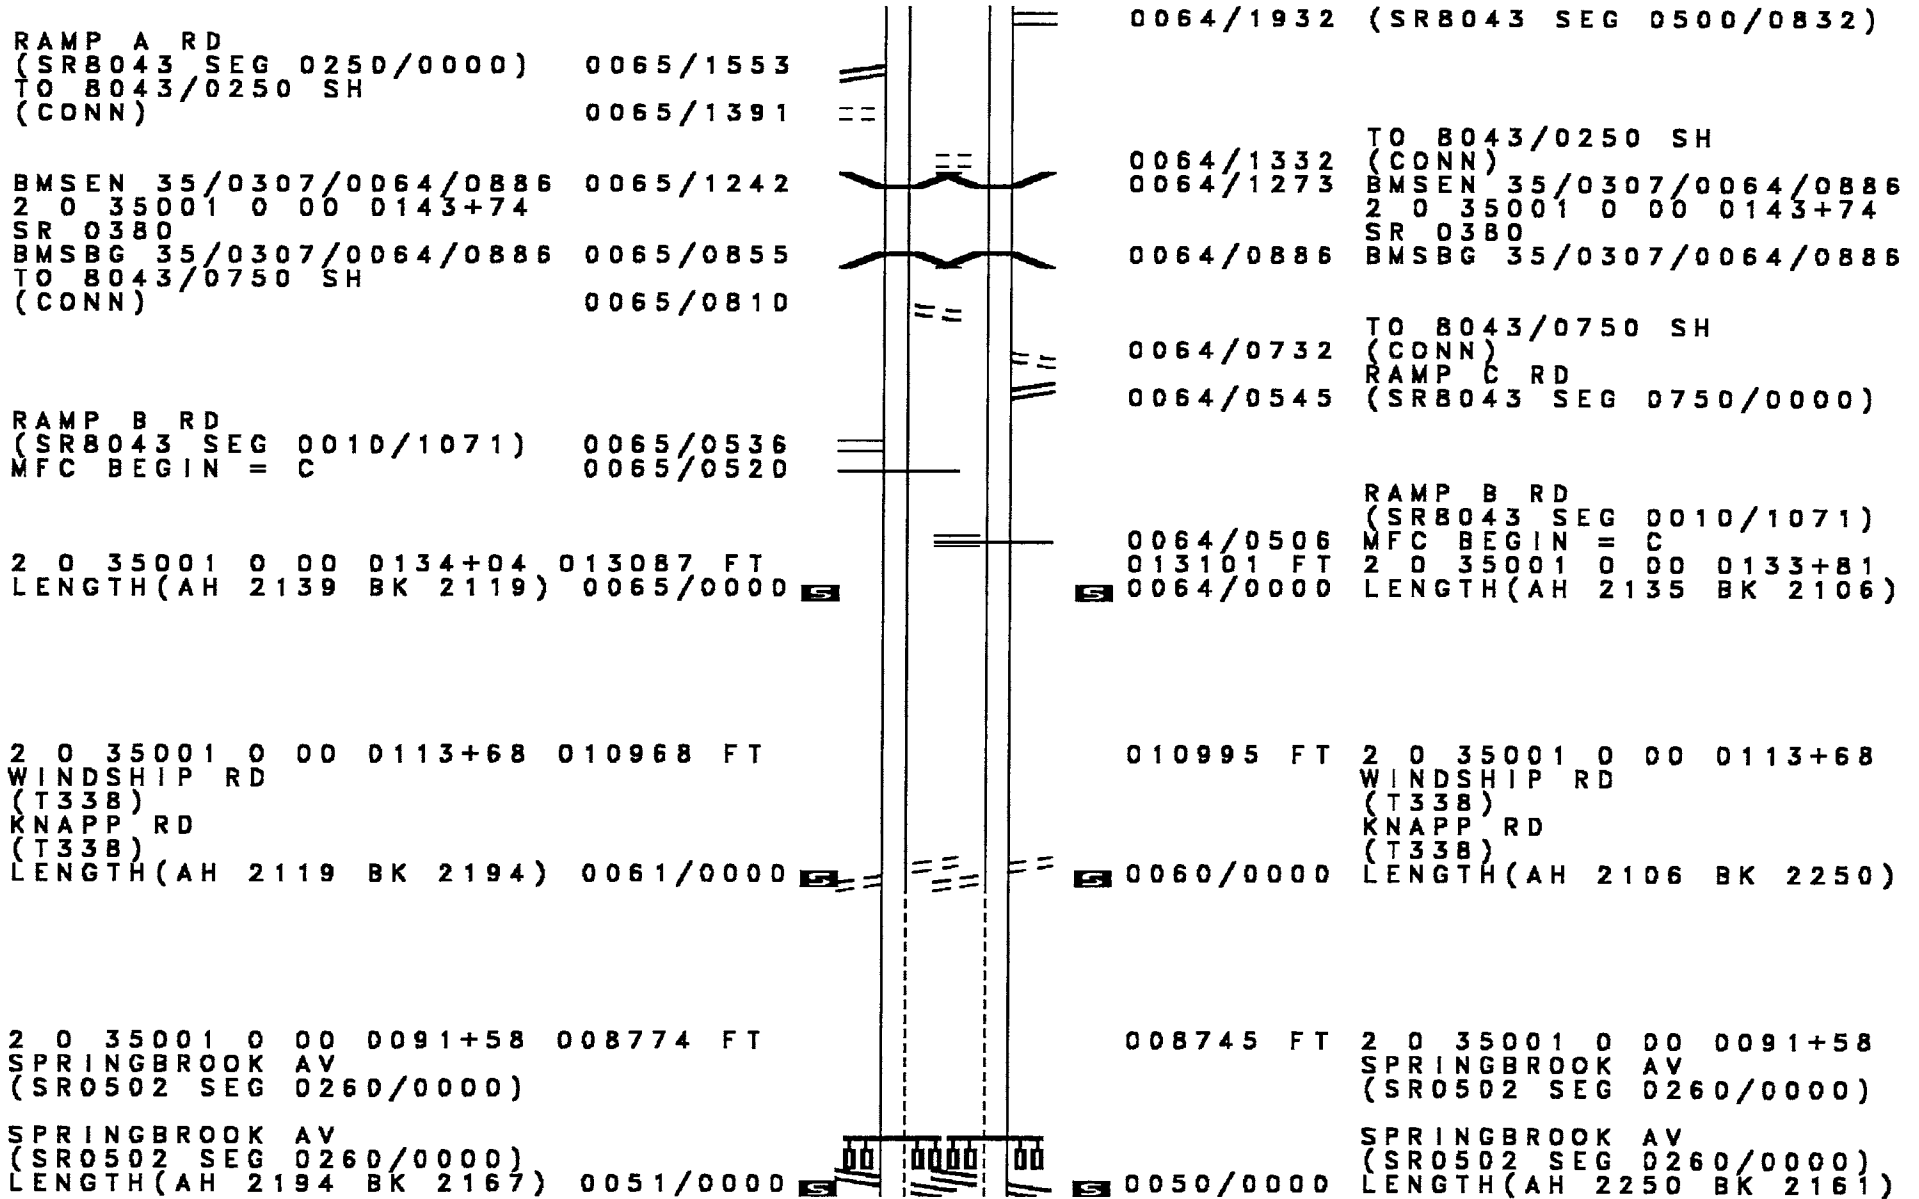 0064/1932 (SR8043 SEG 0500/0832)
RAMP A RD
(SR8043 SEG 0250/0000) 0065/1553
TO 8043/0250 SH
(CONN) 0065/1391
TO 8043/0250 SH
0064/1332 (CONN)
BMSEN 35/0307/0064/0886 0065/1242
0064/1273 BMSEN 35/0307/0064/0886
2 0 35001 0 00 0143+74
2 0 35001 0 00 0143+74
SR 0380
SR 0380
BMSBG 35/0307/0064/0886 0065/0855
0064/0886 BMSBG 35/0307/0064/0886
TO 8043/0750 SH
(CONN) 0065/0810
TO 8043/0750 SH
0064/0732 (CONN)
RAMP C RD
0064/0545 (SR8043 SEG 0750/0000)
RAMP B RD
(SR8043 SEG 0010/1071) 0065/0536
MFC BEGIN = C 0065/0520
RAMP B RD
(SR8043 SEG 0010/1071)
0064/0506 MFC BEGIN = C
2 0 35001 0 00 0134+04 013087 FT
013101 FT 2 0 35001 0 00 0133+81
LENGTH(AH 2139 BK 2119) 0065/0000 S
S 0064/0000 LENGTH(AH 2135 BK 2106)
2 0 35001 0 00 0113+68 010968 FT
010995 FT 2 0 35001 0 00 0113+68
WINDSHIP RD
WINDSHIP RD
(T338)
(T338)
KNAPP RD
KNAPP RD
(T338)
(T338)
LENGTH(AH 2119 BK 2194) 0061/0000 S
S 0060/0000 LENGTH(AH 2106 BK 2250)
2 0 35001 0 00 0091+58 008774 FT
008745 FT 2 0 35001 0 00 0091+58
SPRINGBROOK AV
SPRINGBROOK AV
(SR0502 SEG 0260/0000)
(SR0502 SEG 0260/0000)
SPRINGBROOK AV
SPRINGBROOK AV
(SR0502 SEG 0260/0000)
(SR0502 SEG 0260/0000)
LENGTH(AH 2194 BK 2167) 0051/0000 S
S 0050/0000 LENGTH(AH 2250 BK 2161)